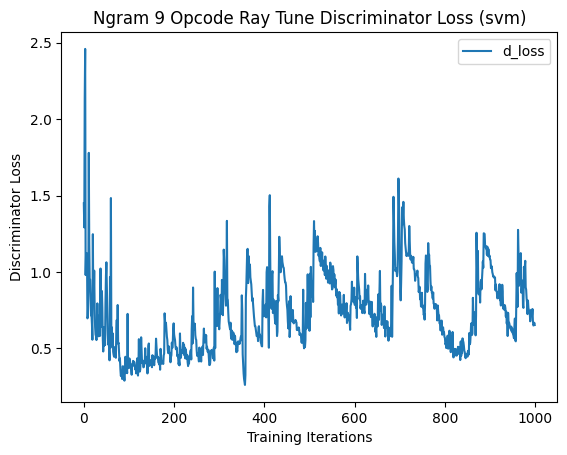 Ngram 9 Opcode Ray Tune Discriminator Loss (svm)
d_loss
2.5
2.0
1.5
1.0
0.5
Discriminator Loss
0 200 400 600 800 1000
Training Iterations